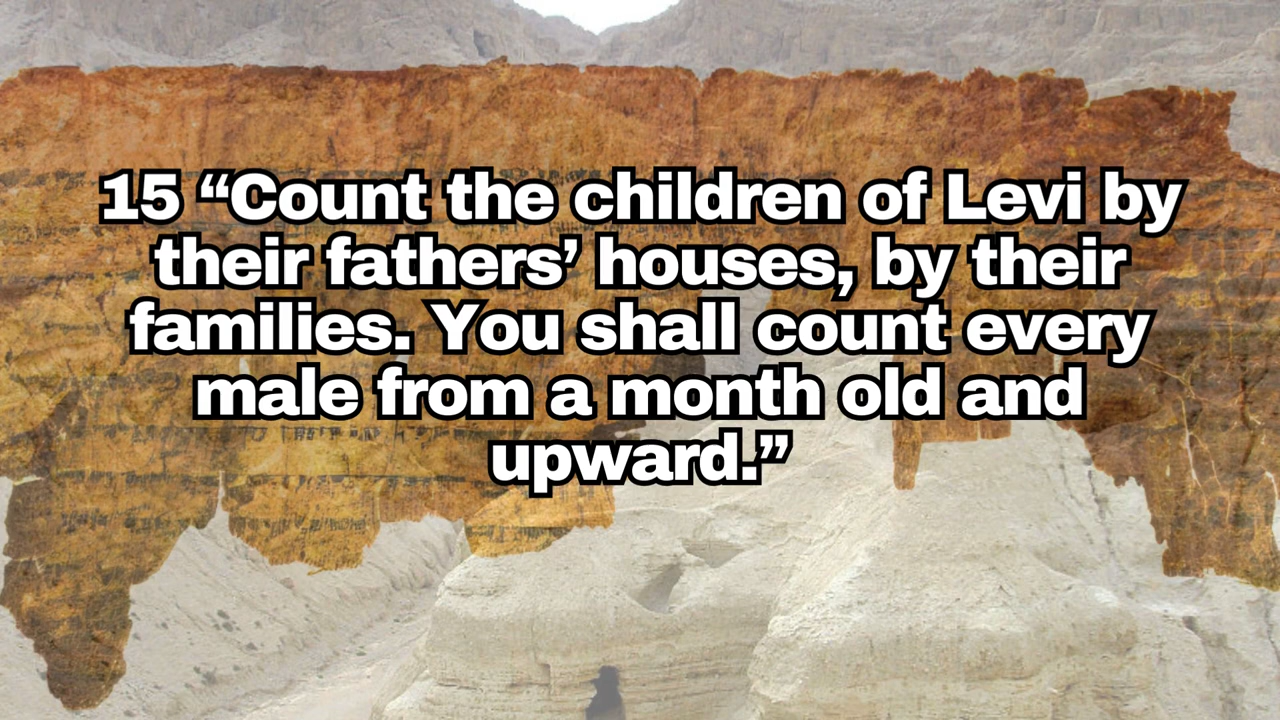 15 “Count the children of Levi by
their fathers’ houses, by their
families. You shall count every
male from a month old and
upward.”